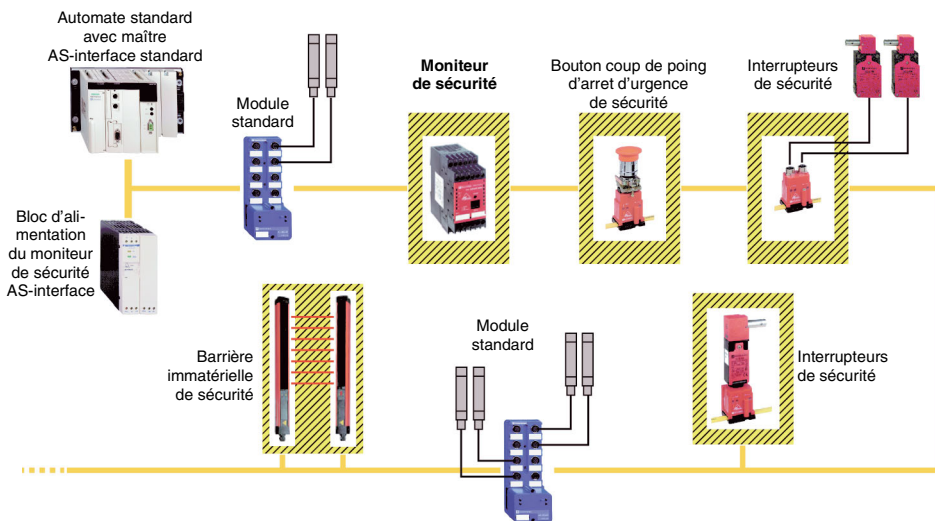 Automate standard
avec maître
AS-interface standard
Module
standard
Moniteur
de sécurité
Bouton coup de poing
d'arret d'urgence
de sécurité
Interrupteurs
de sécurité
Bloc d'ali-
mentation
du moniteur
de sécurité
AS-interface
Barrière
immatérielle
de sécurité
Module
standard
Interrupteurs
de sécurité